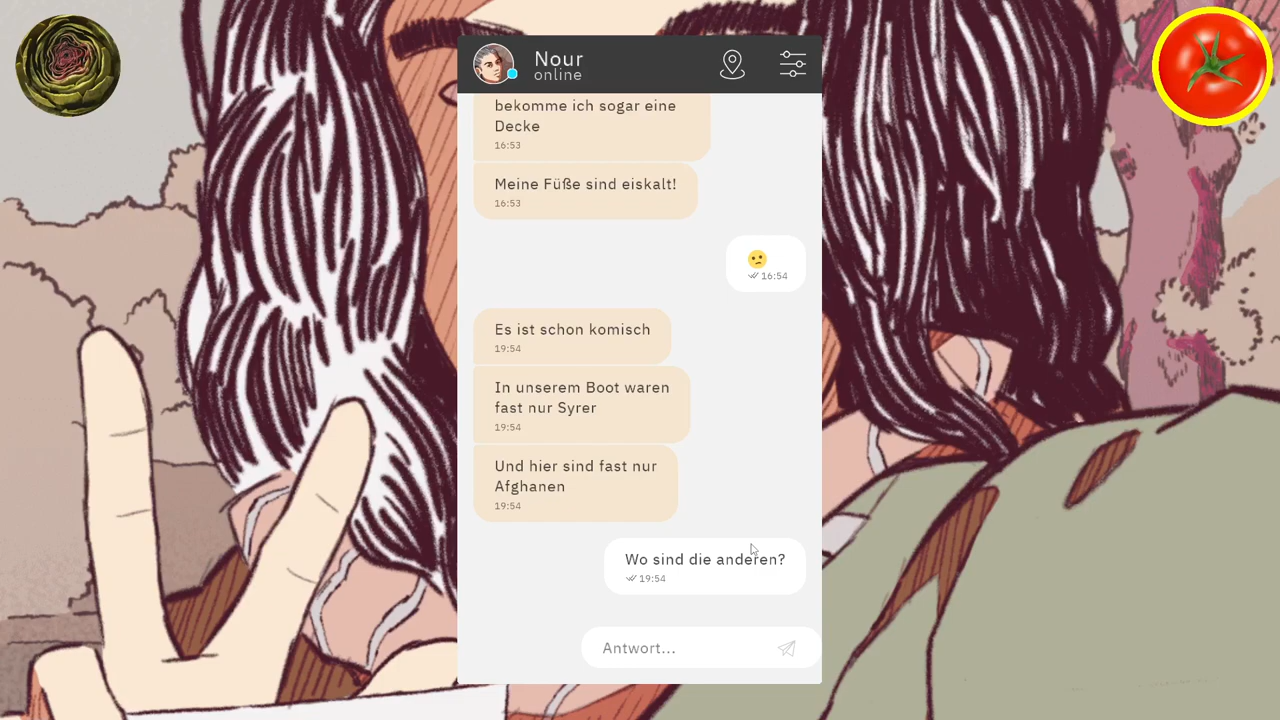 Nour
online
bekomme ich sogar eine
Decke
16:53
Meine Füße sind eiskalt!
16:53
16:54
Es ist schon komisch
19:54
In unserem Boot waren
fast nur Syrer
19:54
Und hier sind fast nur
Afghanen
19:54
Wo sind die anderen?
19:54
Antwort...